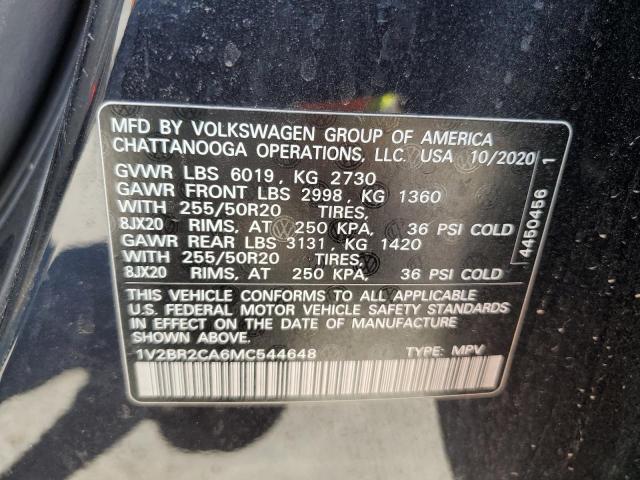 MFD BY VOLKSWAGEN GROUP OF AMERICA
CHATTANOOGA OPERATIONS, LLC. USA 10/2020
GVWR LBS 6019, KG 2730
GAWR FRONT LBS 2998, KG 1360
WITH 255/50R20 TIRES,
8JX20 RIMS, AT 250 KPA, 36 PSI COLD
GAWR REAR LBS 3131, KG 1420
WITH 255/50R20 TIRES,
8JX20 RIMS, AT 250 KPA, 36 PSI COLD
THIS VEHICLE CONFORMS TO ALL APPLICABLE
U.S. FEDERAL MOTOR VEHICLE SAFETY STANDARDS
IN EFFECT ON THE DATE OF MANUFACTURE
SHOWN ABOVE.
1V2BR2CA6MC544648 TYPE: MPV
4450456 1